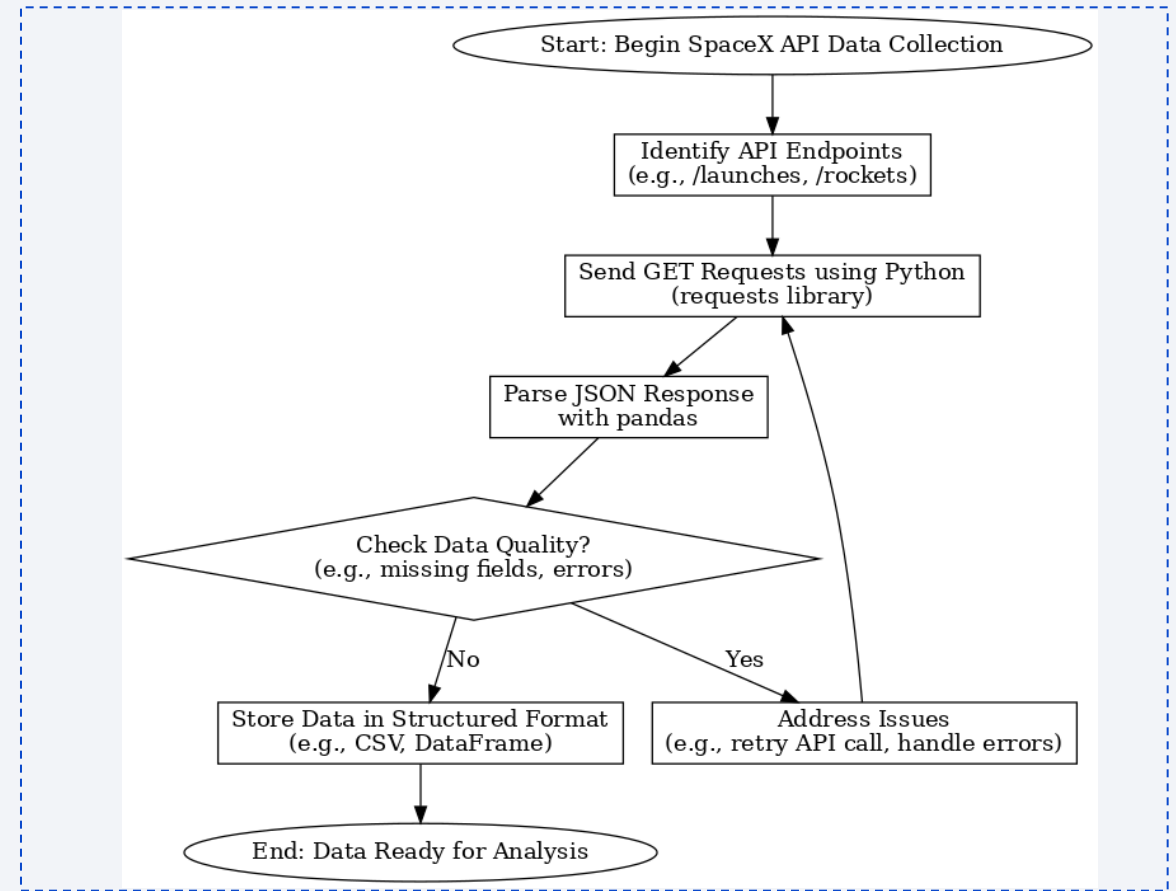 Start: Begin SpaceX API Data Collection
Identify API Endpoints
(e.g., /launches, /rockets)
Send GET Requests using Python
(requests library)
Parse JSON Response
with pandas
Check Data Quality?
(e.g., missing fields, errors)
No
Yes
Store Data in Structured Format
(e.g., CSV, DataFrame)
Address Issues
(e.g., retry API call, handle errors)
End: Data Ready for Analysis